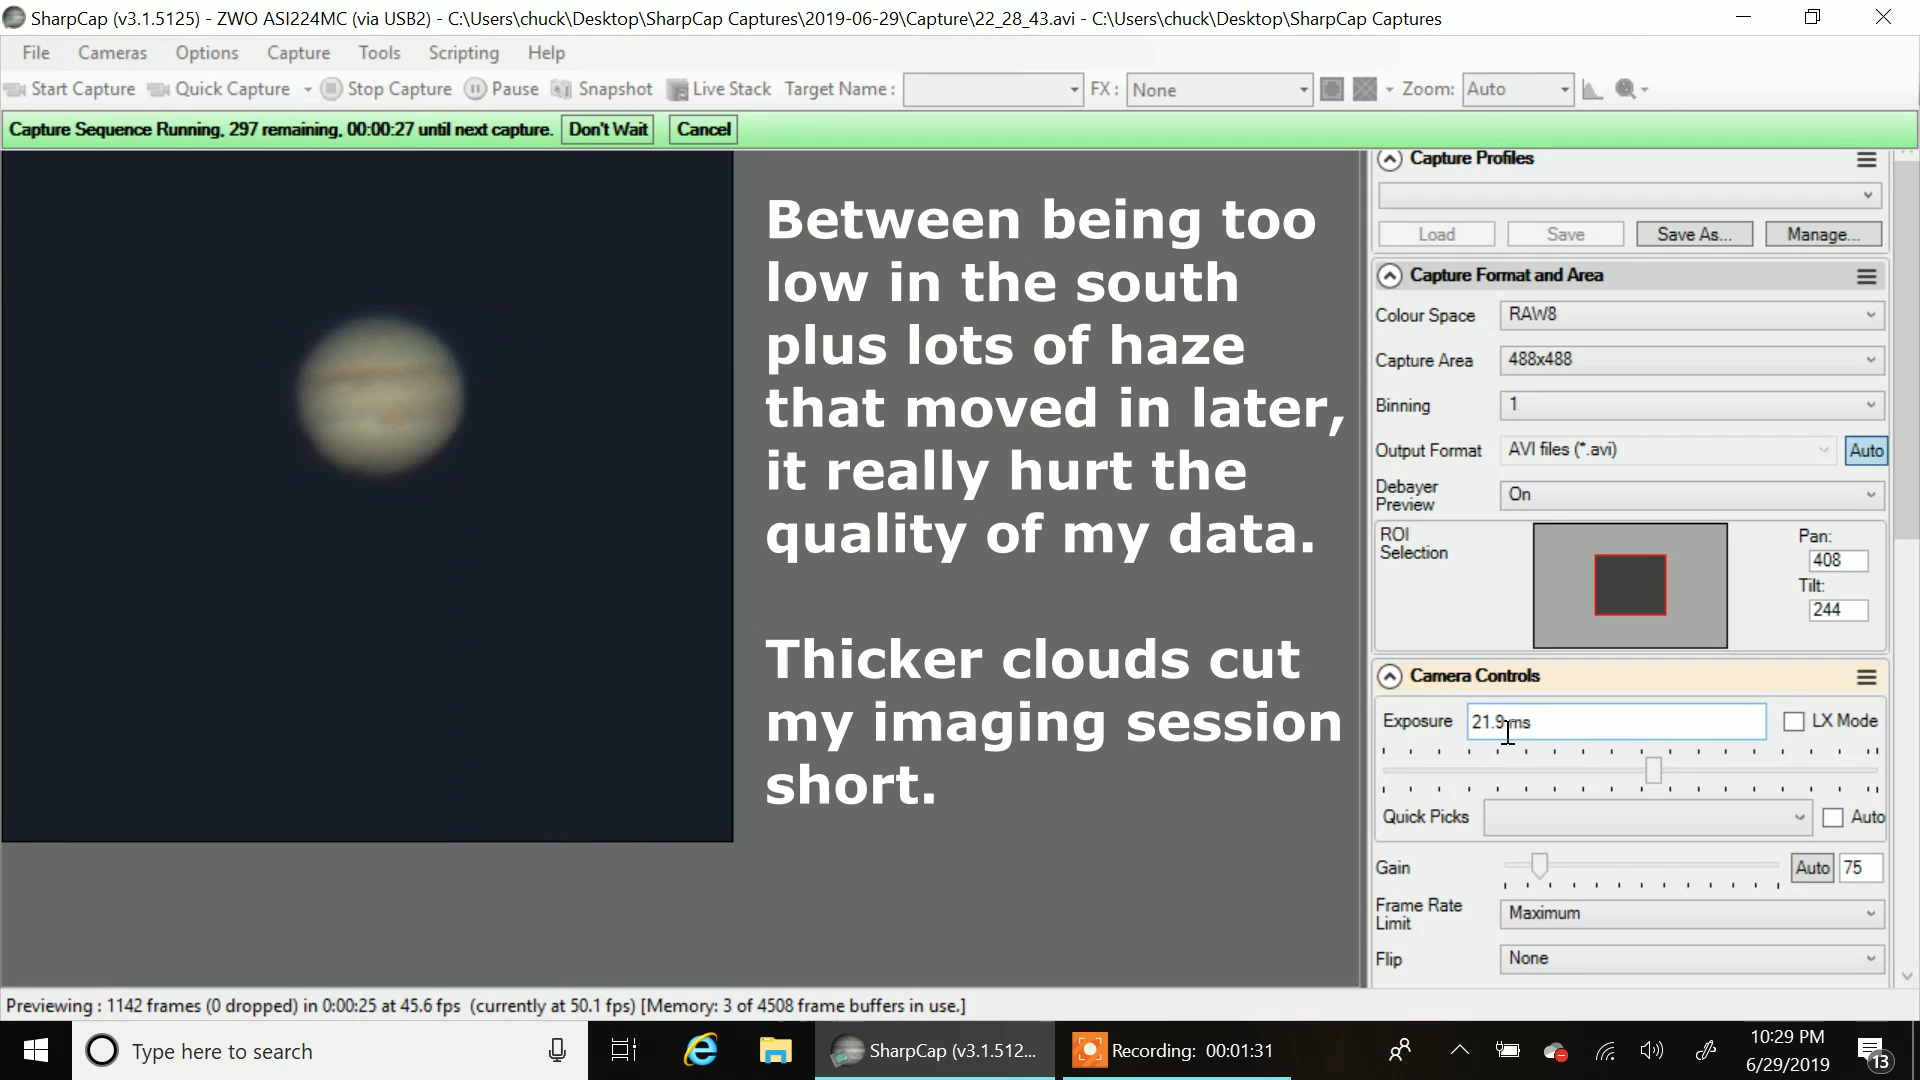 SharpCap (v3.1.5125) - ZWO ASI224MC (via USB2) - C:\Users\chuck\Desktop\SharpCap Captures\2019-06-29\Capture\22_28_43.avi - C:\Users\chuck\Desktop\SharpCap Captures
File Cameras Options Capture Tools Scripting Help
Start Capture Quick Capture Stop Capture Pause Snapshot Live Stack Target Name : FX : None Zoom: Auto
Capture Sequence Running, 297 remaining, 00:00:27 until next capture. Don't Wait Cancel
Between being too
low in the south
plus lots of haze
that moved in later,
it really hurt the
quality of my data.
Thicker clouds cut
my imaging session
short.
Capture Profiles
Load Save Save As... Manage...
Capture Format and Area
Colour Space RAW8
Capture Area 488x488
Binning 1
Output Format AVI files (*.avi) Auto
Debayer
Preview On
ROI
Selection
Pan:
408
Tilt:
244
Camera Controls
Exposure 21.9ms LX Mode
Quick Picks Auto
Gain Auto 75
Frame Rate
Limit Maximum
Flip None
Previewing : 1142 frames (0 dropped) in 0:00:25 at 45.6 fps (currently at 50.1 fps) [Memory: 3 of 4508 frame buffers in use.]
Type here to search
SharpCap (v3.1.512...
Recording: 00:01:31
10:29 PM
6/29/2019
13